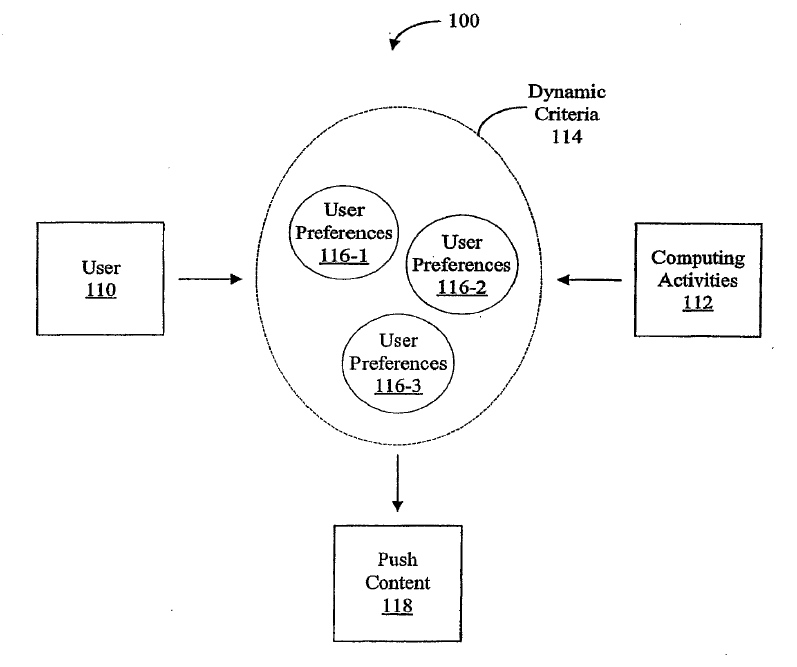 100
Dynamic
Criteria
114
User
Preferences
116-1
User
Preferences
116-2
User
110
Computing
Activities
112
User
Preferences
116-3
Push
Content
118